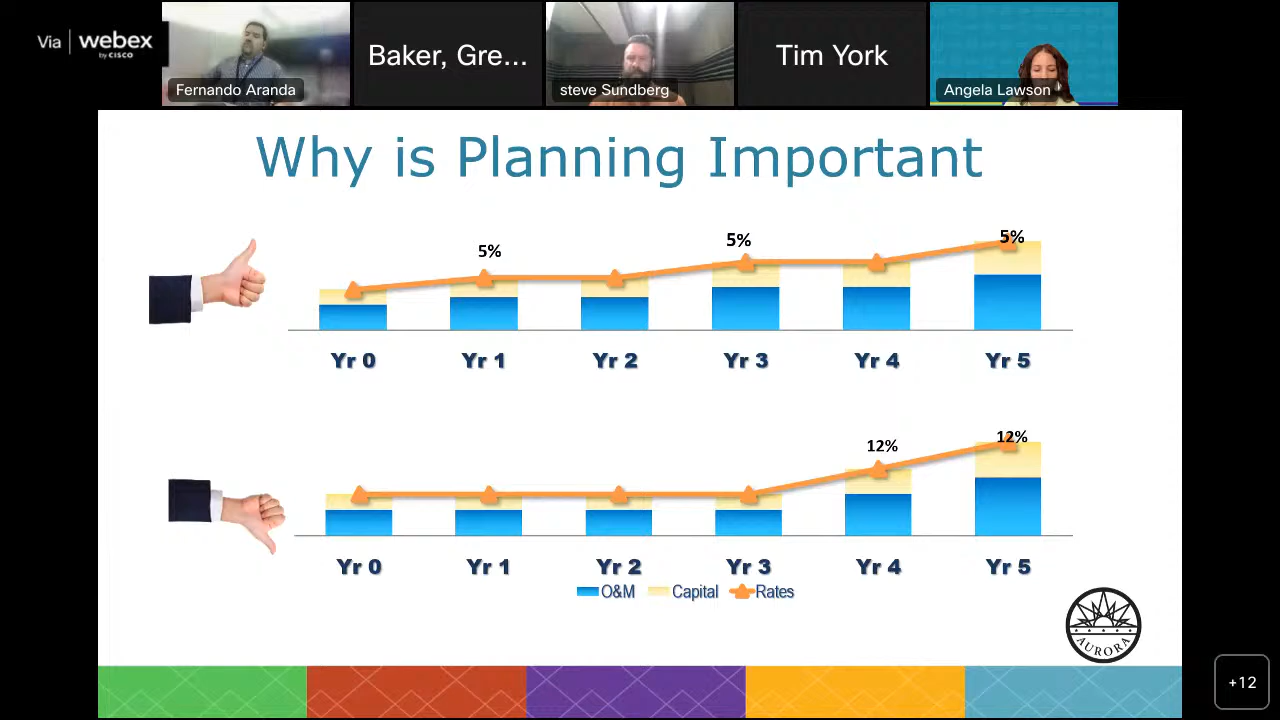 Via webex
by CISCO
Fernando Aranda
Baker, Gre...
steve Sundberg
Tim York
Angela Lawson
Why is Planning Important
5%
5%
5%
Yr 0 Yr 1 Yr 2 Yr 3 Yr 4 Yr 5
12%
12%
Yr 0 Yr 1 Yr 2 Yr 3 Yr 4 Yr 5
O&M Capital Rates
AURORA
+12